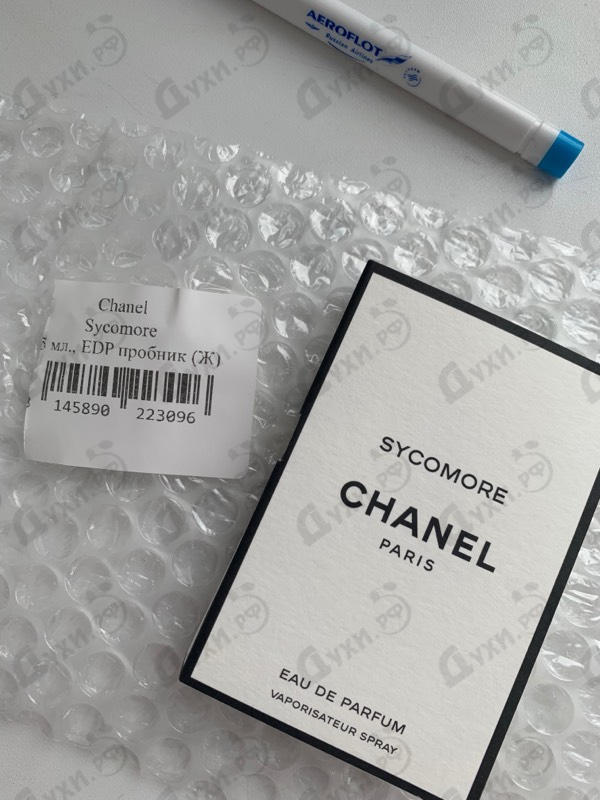 AEROFLOT
Russian Airlines
Chanel
Sycomore
мл., EDP пробник (Ж)
145890 223096
SYCOMORE
CHANEL
PARIS
EAU DE PARFUM
VAPORISATEUR SPRAY
Духи.рф